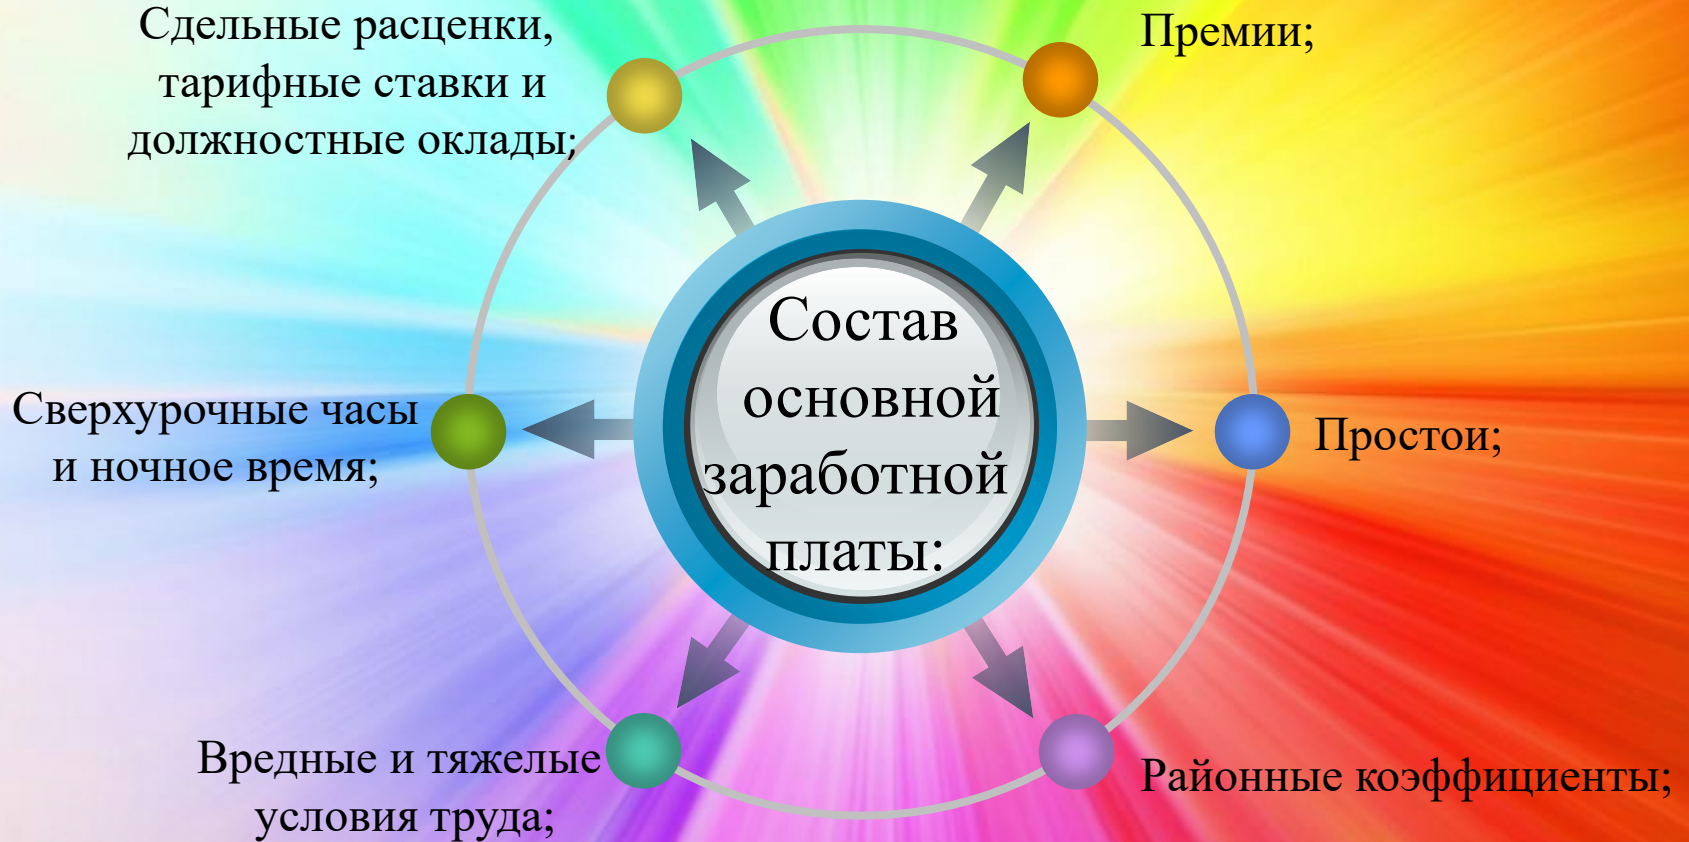 Сдельные расценки,
тарифные ставки и
должностные оклады;
Премии;
Состав
основной
заработной
платы:
Сверхурочные часы
и ночное время;
Простои;
Вредные и тяжелые
условия труда;
Районные коэффициенты;